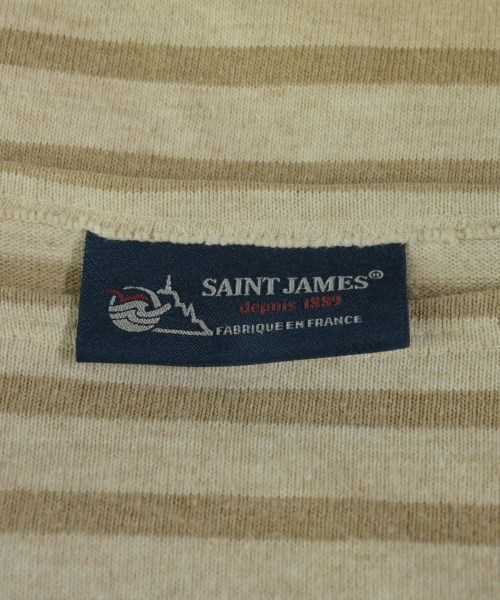 SAINT JAMES
depuis 1889
FABRIQUE EN FRANCE